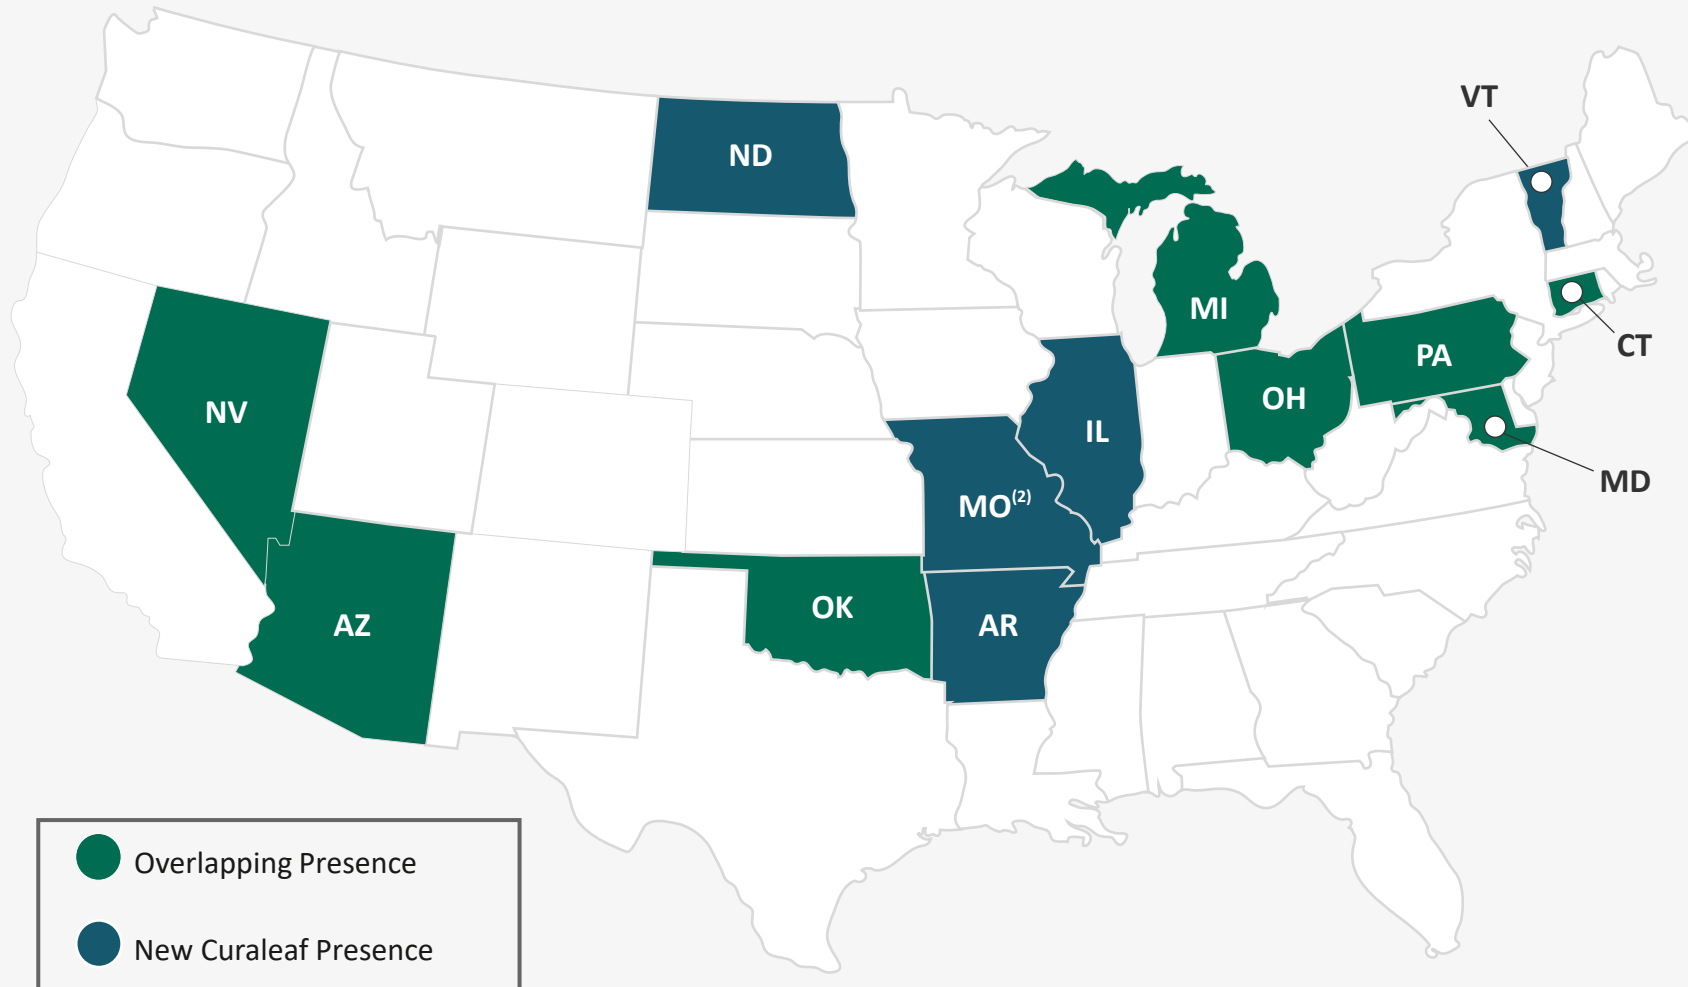 VT
ND
MI
CT
PA
OH
NV
IL
MD
MO(2)
OK
AZ
AR
Overlapping Presence
New Curaleaf Presence